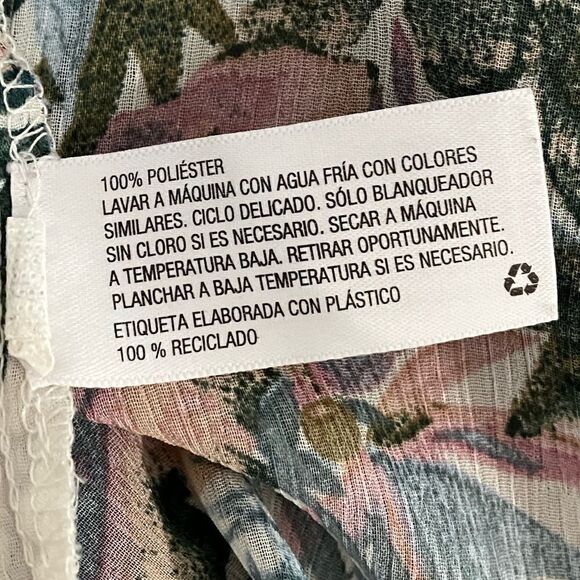 100% POLIÉSTER
LAVAR A MÁQUINA CON AGUA FRÍA CON COLORES
SIMILARES. CICLO DELICADO. SÓLO BLANQUEADOR
SIN CLORO SI ES NECESARIO. SECAR A MÁQUINA
A TEMPERATURA BAJA. RETIRAR OPORTUNAMENTE.
PLANCHAR A BAJA TEMPERATURA SI ES NECESARIO.
ETIQUETA ELABORADA CON PLÁSTICO
100 % RECICLADO